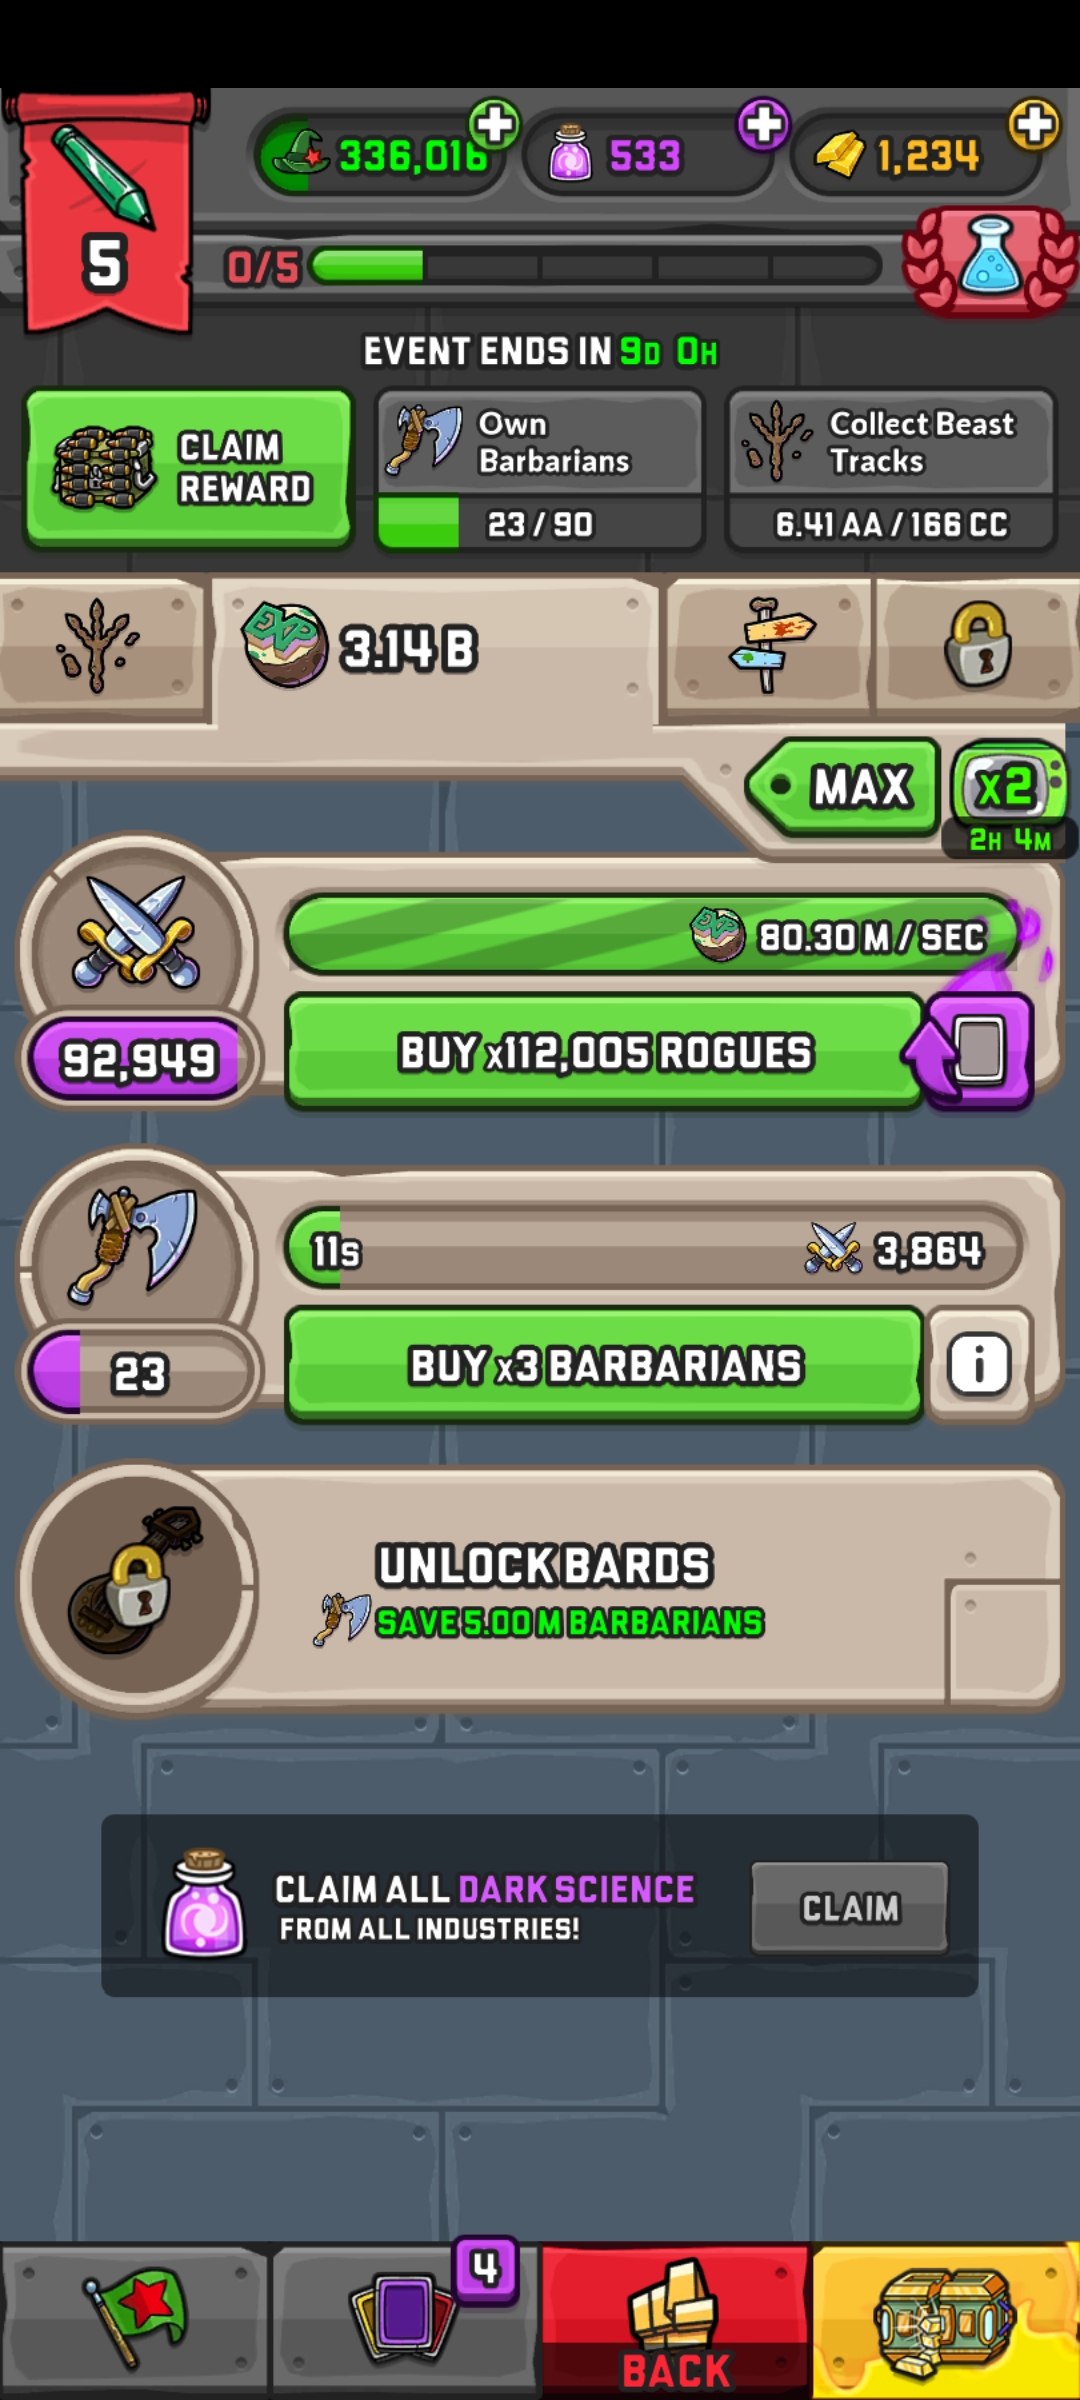 336,016
533
1,234
5
0/5
EVENT ENDS IN 9D 0H
CLAIM
REWARD
Own
Barbarians
23 / 90
Collect Beast
Tracks
6.41 AA / 166 CC
EXP
3.14 B
MAX
x2
2H 4M
EXP
80.30 M / SEC
92,949
BUY x112,005 ROGUES
11s
3,864
23
BUY x3 BARBARIANS
i
UNLOCK BARDS
SAVE 5.00 M BARBARIANS
CLAIM ALL DARK SCIENCE
FROM ALL INDUSTRIES!
CLAIM
4
BACK